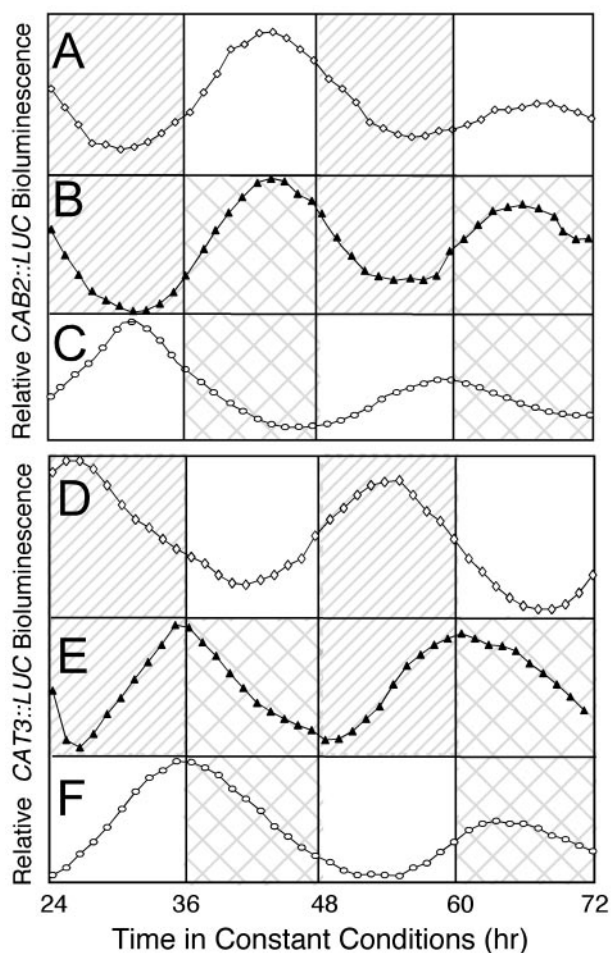 A
B
C
Relative CAB2::LUC Bioluminescence
D
E
F
Relative CAT3::LUC Bioluminescence
24 36 48 60 72
Time in Constant Conditions (hr)